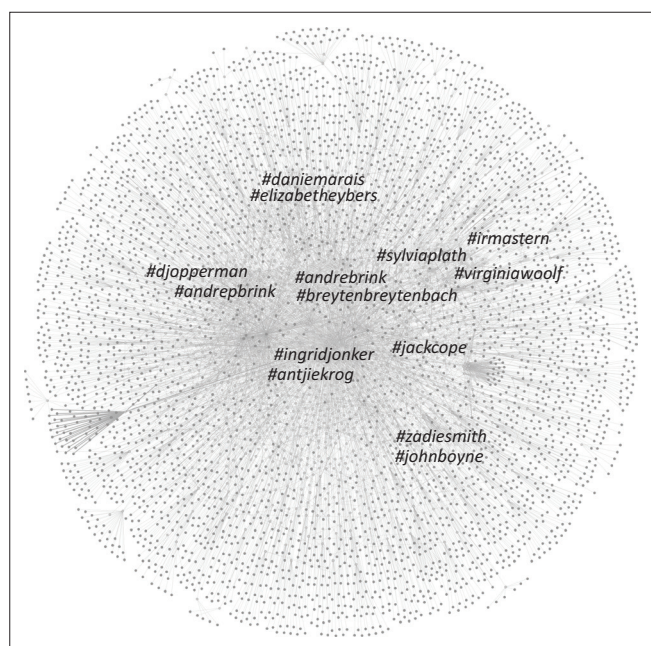 #daniemarais
#elizabetheybers
#irmastern
#sylviaplath
#virginiawoolf
#djopperman
#andrepbrink
#andrebrink
#breytenbreytenbach
#jackcope
#ingridjonker
#antjiekrog
#zadiesmith
#johnboyne